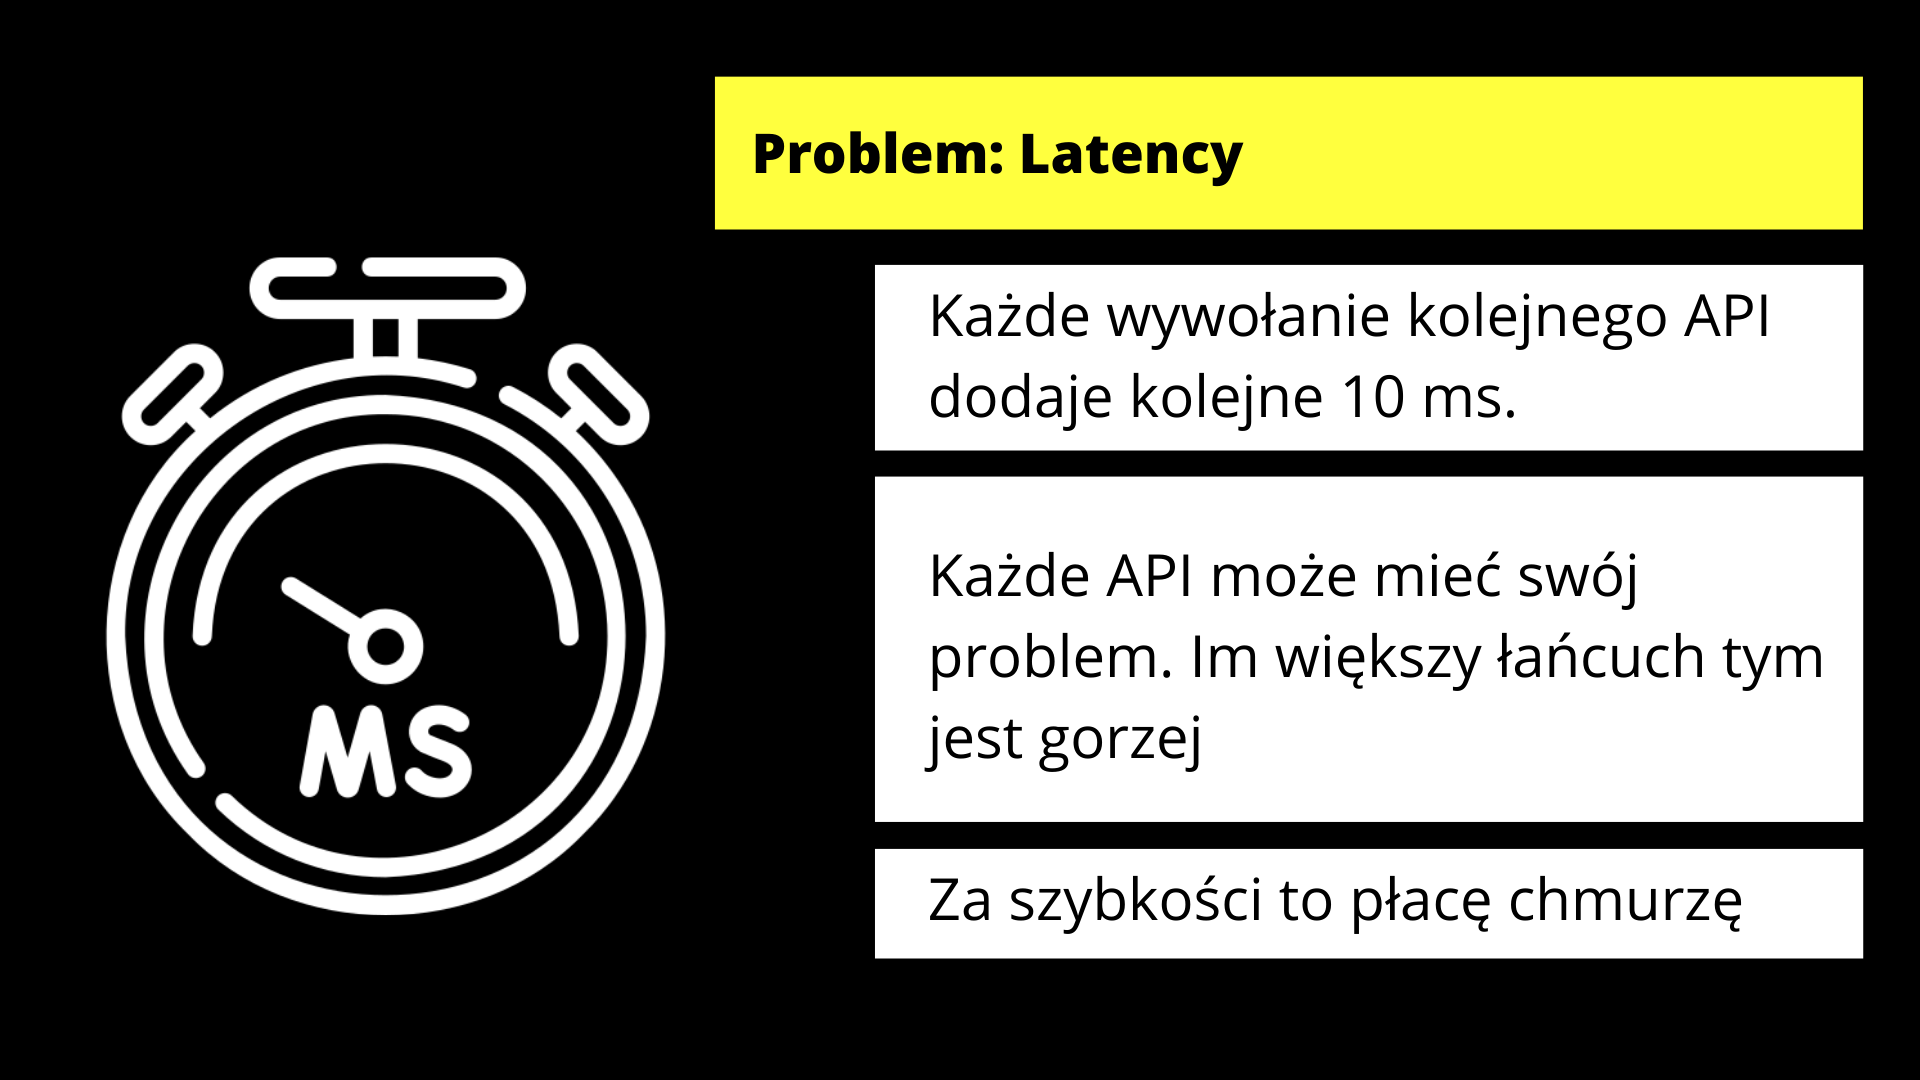 Problem: Latency
Każde wywołanie kolejnego API
dodaje kolejne 10 ms.
Każde API może mieć swój
problem. Im większy łańcuch tym
jest gorzej
Za szybkości to płacę chmurzę
MS